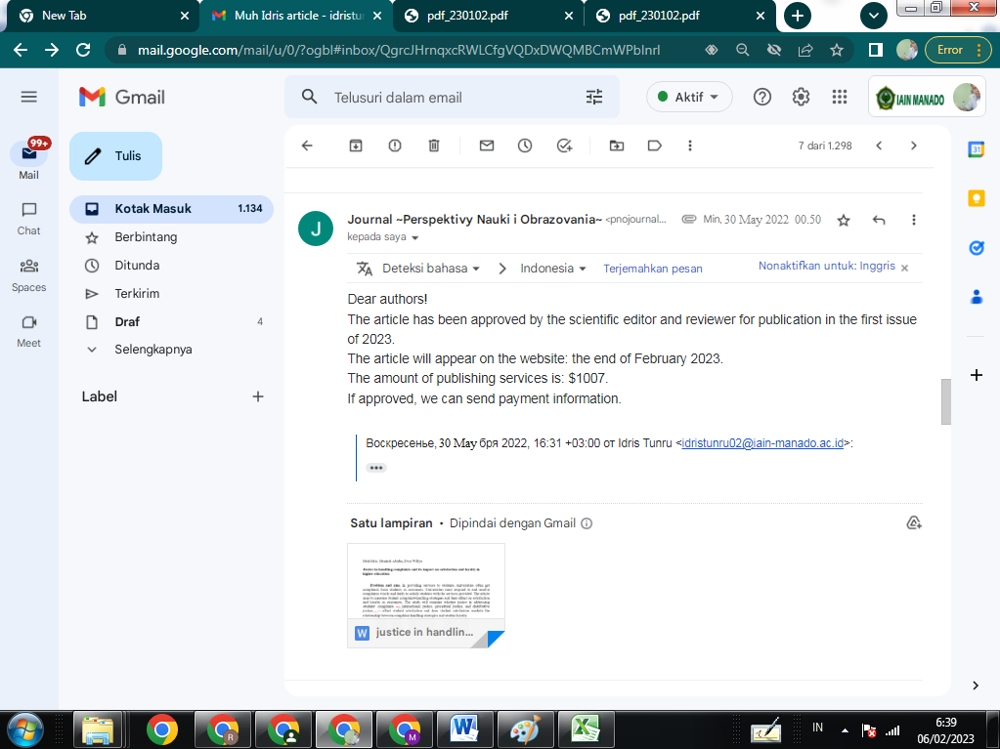 New Tab
Muh Idris article - idristun
pdf_230102.pdf
pdf_230102.pdf
mail.google.com/mail/u/0/?ogbl#inbox/QgrcJHrnqxcRWLCfgVQDxDWQMBCmWPbInrl
Error
Gmail
Telusuri dalam email
Aktif
IAIN MANADO
99+
Mail
Chat
Spaces
Meet
Tulis
Kotak Masuk 1.134
Berbintang
Ditunda
Terkirim
Draf 4
Selengkapnya
Label
7 dari 1.298
J
Journal ~Perspektivy Nauki i Obrazovania~ <pnojournal...
Min, 30 May 2022 00.50
kepada saya
Deteksi bahasa
Indonesia
Terjemahkan pesan
Nonaktifkan untuk: Inggris
Dear authors!
The article has been approved by the scientific editor and reviewer for publication in the first issue
of 2023.
The article will appear on the website: the end of February 2023.
The amount of publishing services is: $1007.
If approved, we can send payment information.
Воскресенье, 30 May бря 2022, 16:31 +03:00 от Idris Tunru <idristunru02@iain-manado.ac.id>:
Satu lampiran • Dipindai dengan Gmail
W justice in handlin...
31
R
M
IN
6:39
06/02/2023